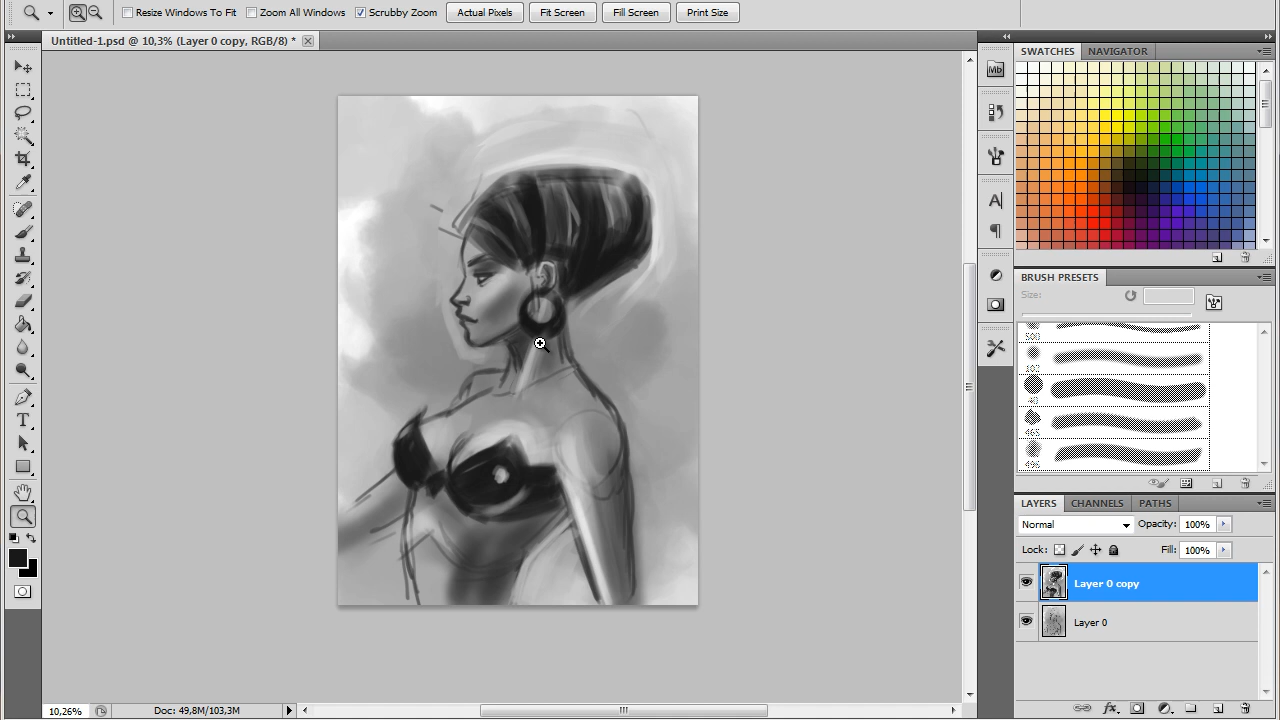 Resize Windows To Fit Zoom All Windows Scrubby Zoom Actual Pixels Fit Screen Fill Screen Print Size
Untitled-1.psd @ 10,3% (Layer 0 copy, RGB/8) *
SWATCHES NAVIGATOR
Mb
A
T
BRUSH PRESETS
Size:
LAYERS CHANNELS PATHS
Normal Opacity: 100%
Lock: Fill: 100%
Layer 0 copy
Layer 0
fx
10,26% Doc: 49,8M/103,3M